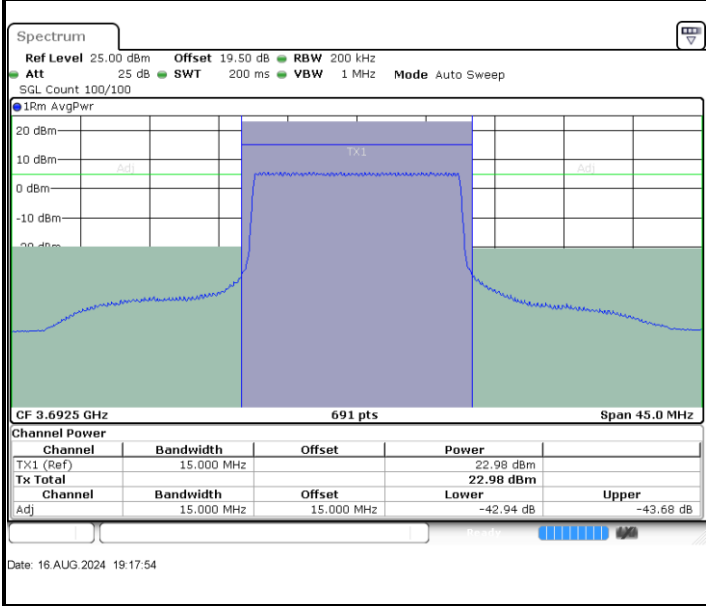 Spectrum
Ref Level 25.00 dBm Offset 19.50 dB RBW 200 kHz
Att 25 dB SWT 200 ms VBW 1 MHz Mode Auto Sweep
SGL Count 100/100
1Rm AvgPwr
20 dBm
TX1
10 dBm
Adj Adj
0 dBm
-10 dBm
-20 dBm
CF 3.6925 GHz 691 pts Span 45.0 MHz
Channel Power
Channel Bandwidth Offset Power
TX1 (Ref) 15.000 MHz 22.98 dBm
Tx Total 22.98 dBm
Channel Bandwidth Offset Lower Upper
Adj 15.000 MHz 15.000 MHz -42.94 dB -43.68 dB
Ready
Date: 16.AUG.2024 19:17:54